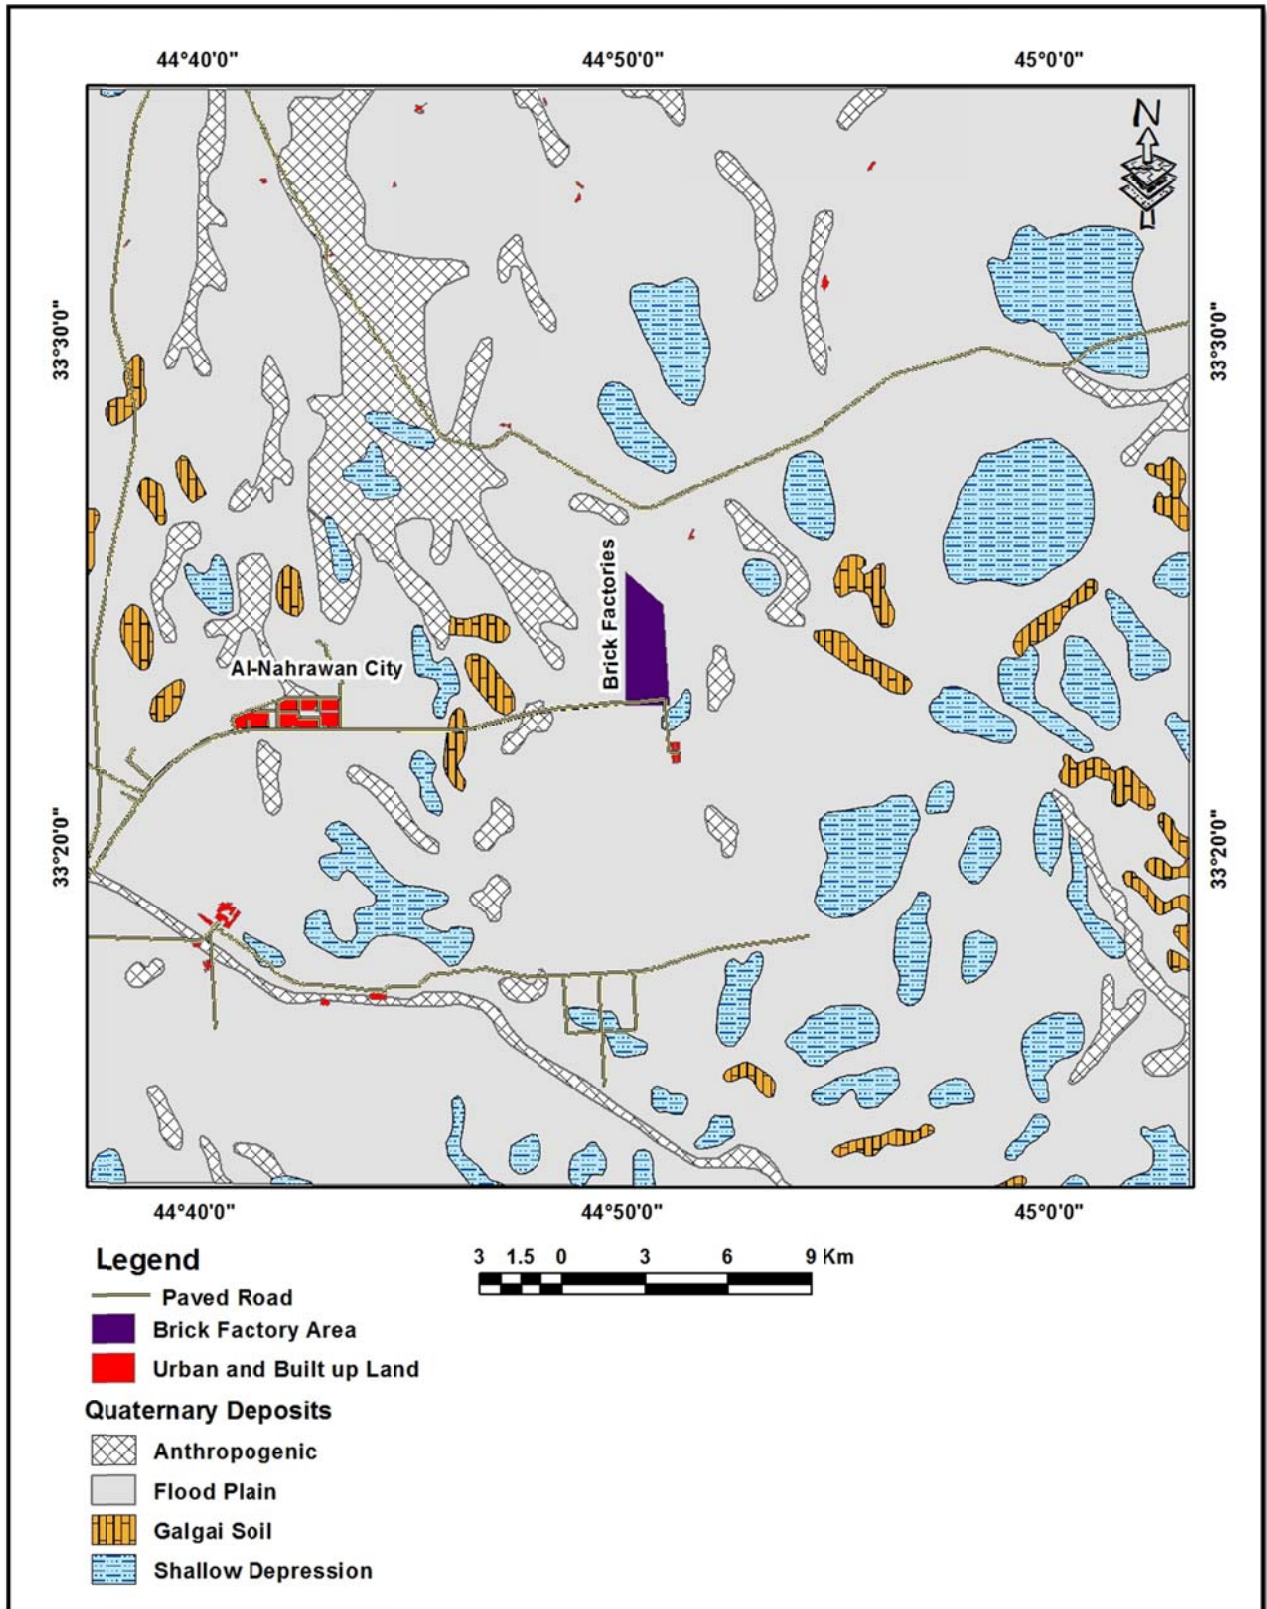 44°40'0" 44°50'0" 45°0'0"
N
33°30'0" 33°30'0"
Brick Factories
Al-Nahrawan City
33°20'0" 33°20'0"
44°40'0" 44°50'0" 45°0'0"
Legend
3 1.5 0 3 6 9 Km
Paved Road
Brick Factory Area
Urban and Built up Land
Quaternary Deposits
Anthropogenic
Flood Plain
Galgai Soil
Shallow Depression